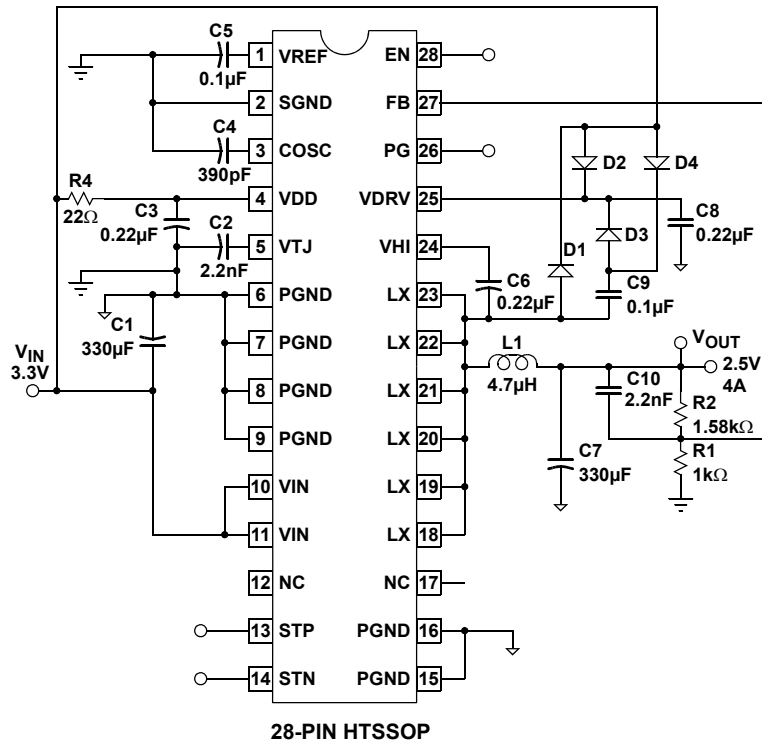 C5
0.1µF
1 VREF
EN 28
2 SGND
FB 27
C4
390pF
3 COSC
PG 26
D2
D4
R4
22Ω
4 VDD
VDRV 25
C3
0.22µF
C2
2.2nF
5 VTJ
VHI 24
D1
D3
C8
0.22µF
C6
0.22µF
C9
0.1µF
6 PGND
LX 23
C1
330µF
7 PGND
LX 22
L1
4.7µH
VOUT
2.5V
4A
VIN
3.3V
8 PGND
LX 21
C10
2.2nF
R2
1.58kΩ
9 PGND
LX 20
R1
1kΩ
C7
330µF
10 VIN
LX 19
11 VIN
LX 18
12 NC
NC 17
13 STP
PGND 16
14 STN
PGND 15
28-PIN HTSSOP